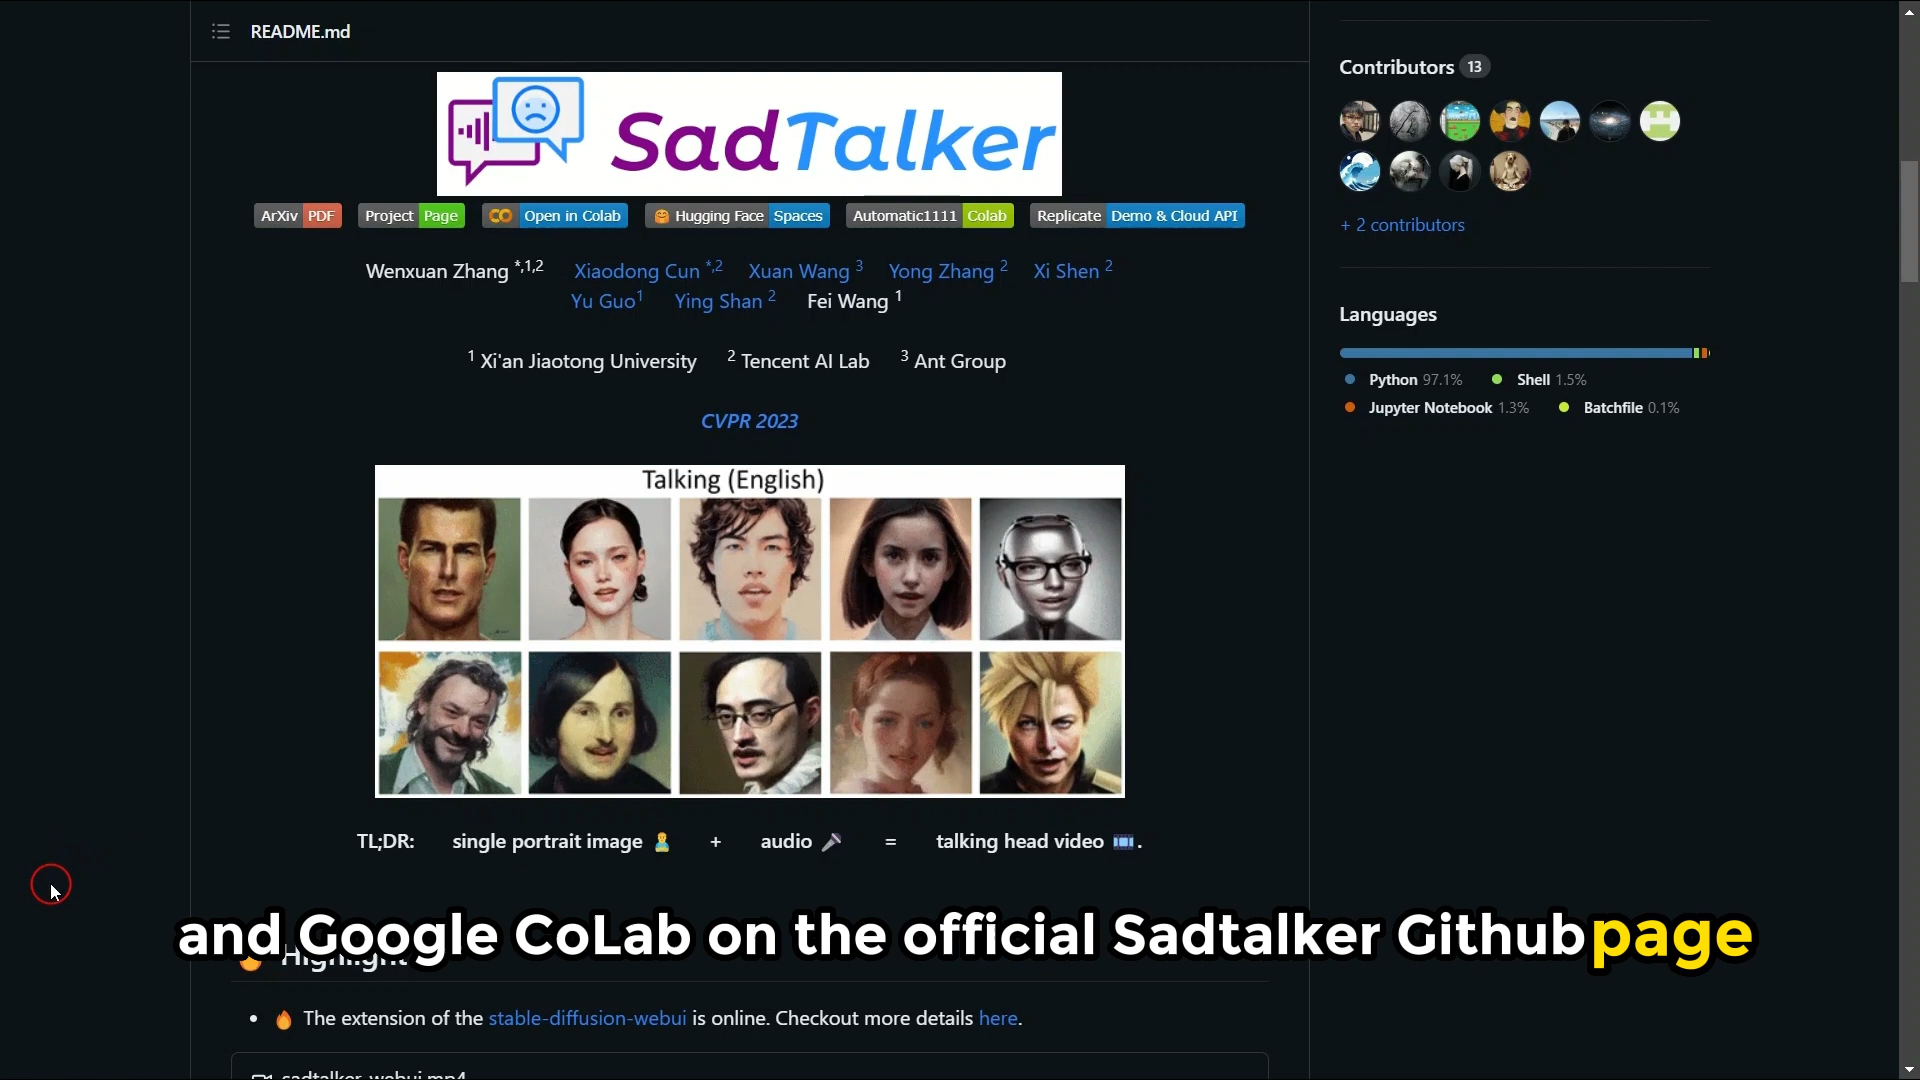 README.md
SadTalker
ArXiv PDF Project Page Open in Colab Hugging Face Spaces Automatic1111 Colab Replicate Demo & Cloud API
Wenxuan Zhang *,1,2 Xiaodong Cun *,2 Xuan Wang 3 Yong Zhang 2 Xi Shen 2
Yu Guo1 Ying Shan 2 Fei Wang 1
1 Xi'an Jiaotong University 2 Tencent AI Lab 3 Ant Group
CVPR 2023
Talking (English)
TL;DR: single portrait image 🙎‍♂️ + audio 🎤 = talking head video 🎞.
and Google CoLab on the official Sadtalker Github page
🔥 Highlight
• 🔥 The extension of the stable-diffusion-webui is online. Checkout more details here.
sadtalker_webui.mp4
Contributors 13
+ 2 contributors
Languages
Python 97.1% Shell 1.5%
Jupyter Notebook 1.3% Batchfile 0.1%